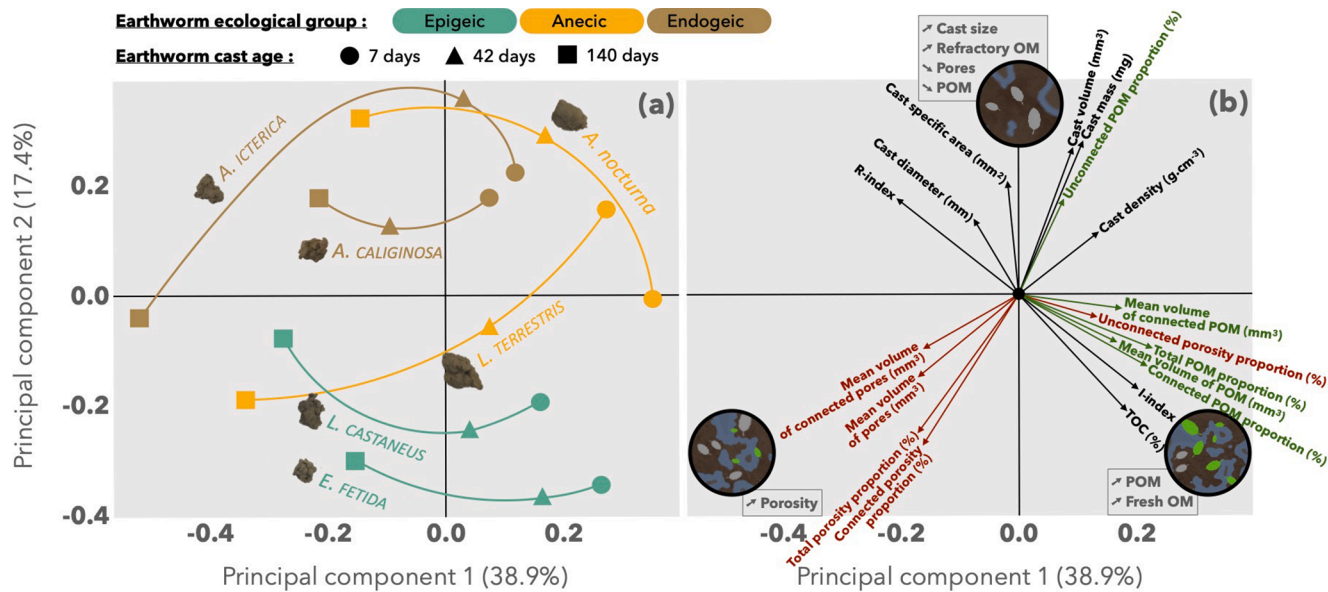 Earthworm ecological group :
Epigeic
Anecic
Endogeic
Earthworm cast age :
7 days
42 days
140 days
(a)
Principal component 2 (17.4%)
0.2
0.0
-0.2
-0.4
A. ICTERICA
A. nocturna
A. CALIGINOSA
L. TERRESTRIS
L. CASTANEUS
E. FETIDA
-0.4
-0.2
0.0
0.2
Principal component 1 (38.9%)
(b)
↗ Cast size
↗ Refractory OM
↘ Pores
↘ POM
Cast specific area (mm²)
Cast diameter (mm)
R-index
Cast volume (mm³)
Cast mass (mg)
Unconnected POM proportion (%)
Cast density (g.cm-³)
Mean volume
of connected POM (mm³)
Unconnected porosity proportion (%)
Total POM proportion (%)
Mean volume of POM (mm³)
Connected POM proportion (%)
I-index
TOC (%)
Mean volume
of connected pores (mm³)
Mean volume
of pores (mm³)
Total porosity proportion (%)
Connected porosity
proportion (%)
↗ Porosity
↗ POM
↗ Fresh OM
-0.4
-0.2
0.0
0.2
Principal component 1 (38.9%)